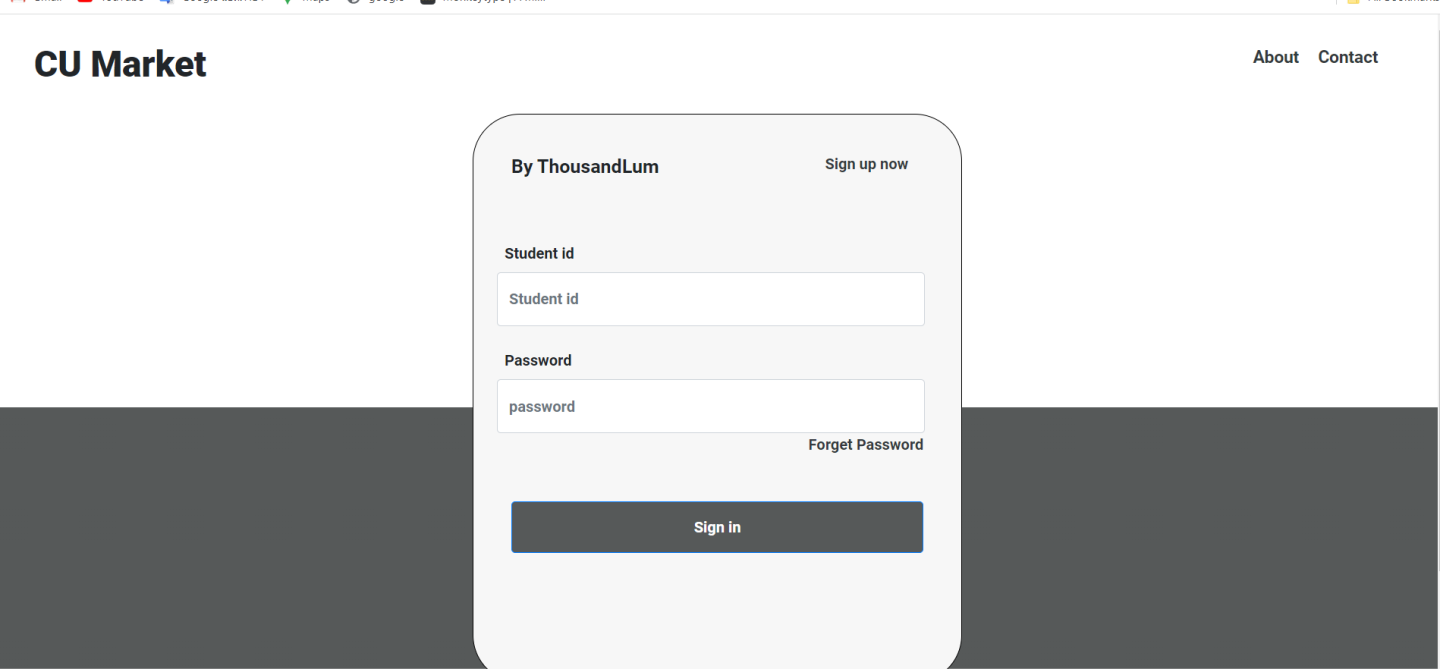 CU Market
About Contact
By ThousandLum
Sign up now
Student id
Student id
Password
password
Forget Password
Sign in